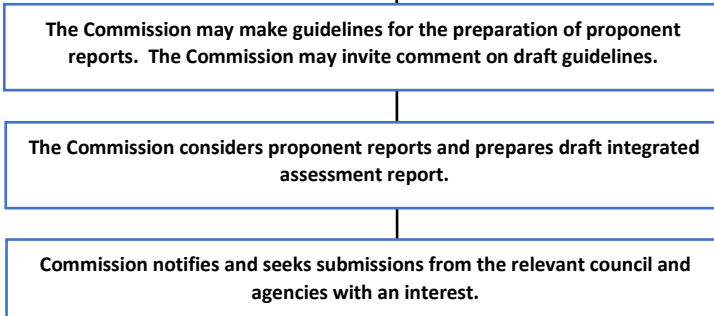 The Commission may make guidelines for the preparation of proponent
reports.  The Commission may invite comment on draft guidelines.
The Commission considers proponent reports and prepares draft integrated
assessment report.
Commission notifies and seeks submissions from the relevant council and
agencies with an interest.